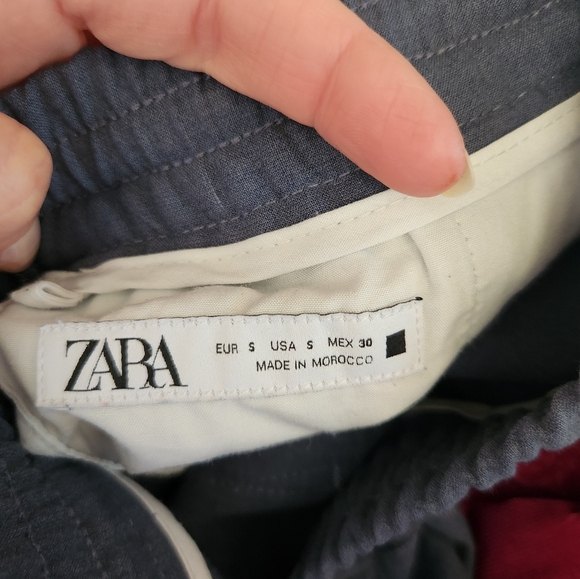 ZARA
EUR S USA S MEX 30
MADE IN MOROCCO